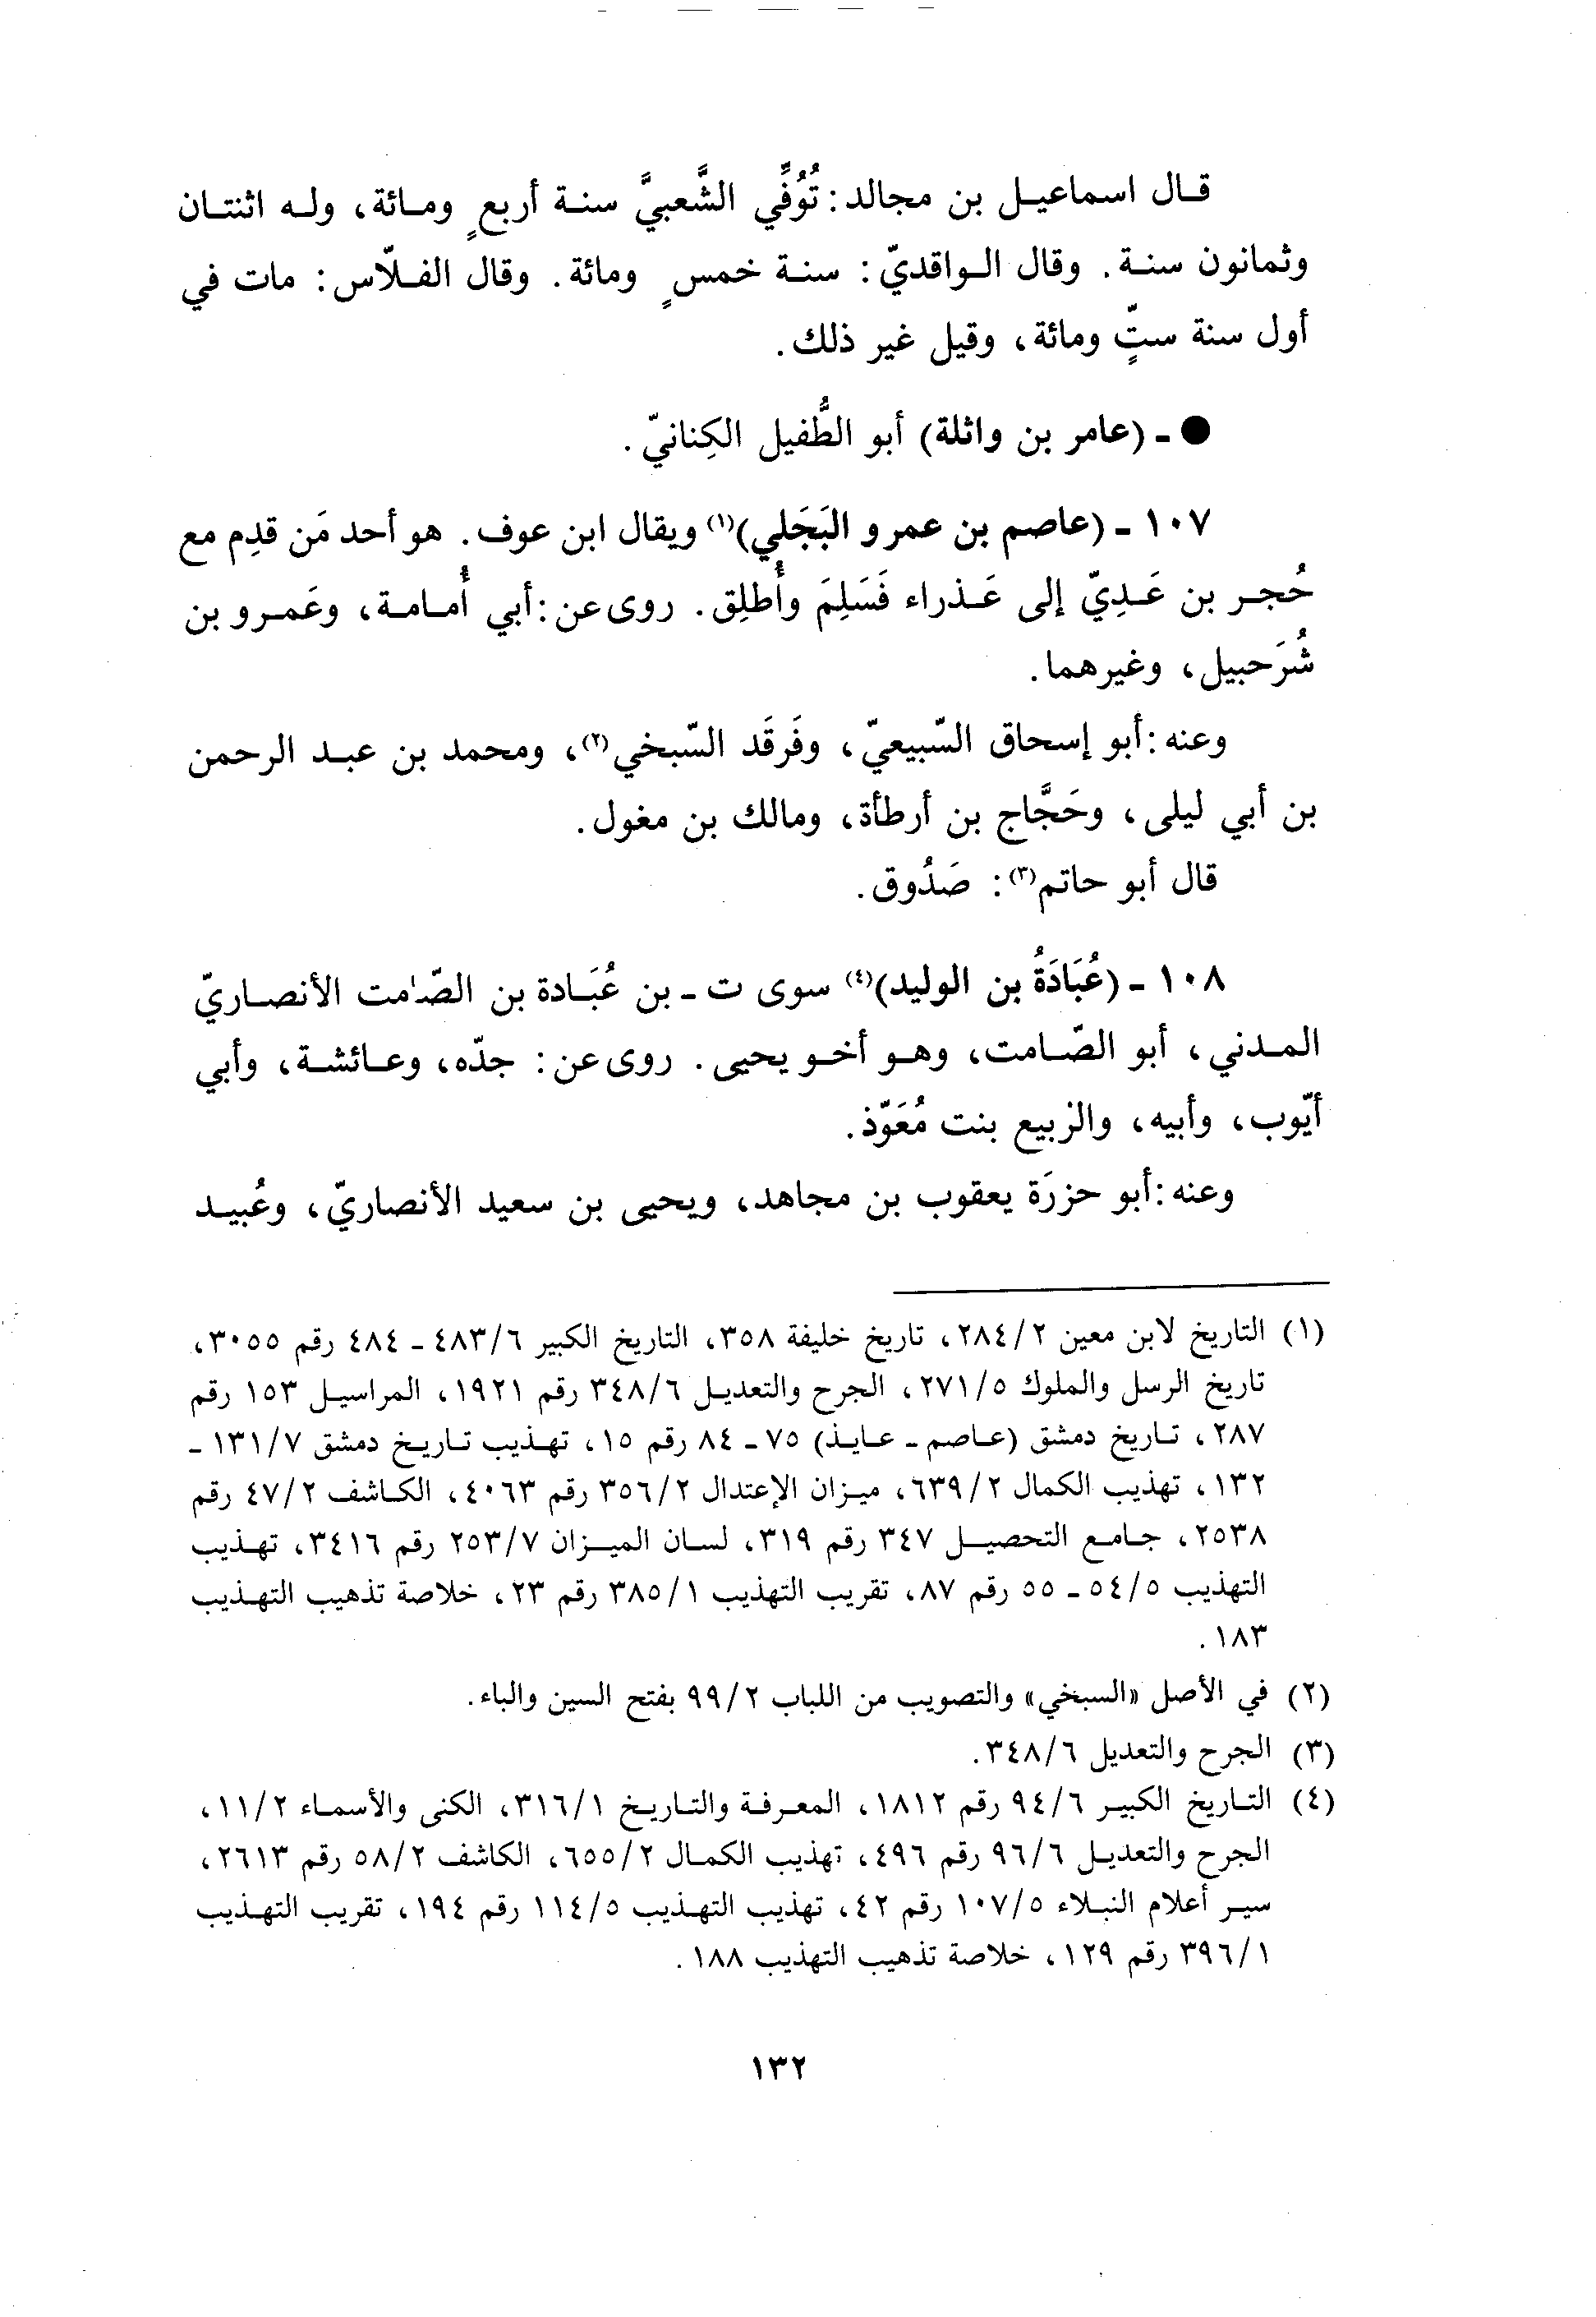 قال اسماعيل بن مجالد: تُوُفِّي الشَّعبيَّ سنة أربعٍ ومائة، وله اثنتان
وثمانون سنة. وقال الواقديّ: سنة خمسٍ ومائة. وقال الفلّاس: مات في
أول سنة ستٍّ ومائة، وقيل غير ذلك.
● ـ (عامر بن واثلة) أبو الطُّفيل الكِنانيّ.
١٠٧ ـ (عاصم بن عمرو البَجَلي)(١) ويقال ابن عوف. هو أحد مَن قدِم مع
حُجر بن عَدِيّ إلى عَذراء فَسَلِمَ وأُطلِق. روى عن: أبي أُمامة، وعَمرو بن
شُرَحبيل، وغيرهما.
وعنه: أبو إسحاق السّبيعيّ، وفَرقَد السّبخي(٢)، ومحمد بن عبد الرحمن
بن أبي ليلى، وحَجَّاج بن أرطأة، ومالك بن مغول.
قال أبو حاتم(٣): صَدُوق.
١٠٨ ـ (عُبَادَةُ بن الوليد)(٤) سوى ت ـ بن عُبَادة بن الصّامت الأنصاريّ
المدني، أبو الصّامت، وهو أخو يحيى. روى عن: جدّه، وعائشة، وأبي
أيّوب، وأبيه، والزبيع بنت مُعَوّذ.
وعنه: أبو حزرَة يعقوب بن مجاهد، ويحيى بن سعيد الأنصاريّ، وعُبيد
(١) التاريخ لابن معين ٢٨٤/٢، تاريخ خليفة ٣٥٨، التاريخ الكبير ٤٨٣/٦ ـ ٤٨٤ رقم ٣٠٥٥،
تاريخ الرسل والملوك ٢٧١/٥، الجرح والتعديل ٣٤٨/٦ رقم ١٩٢١، المراسيل ١٥٣ رقم
٢٨٧، تاريخ دمشق (عاصم ـ عايذ) ٧٥ ـ ٨٤ رقم ١٥، تهذيب تاريخ دمشق ١٣١/٧ ـ
١٣٢، تهذيب الكمال ٦٣٩/٢، ميزان الإعتدال ٣٥٦/٢ رقم ٤٠٦٣، الكاشف ٤٧/٢ رقم
٢٥٣٨، جامع التحصيل ٣٤٧ رقم ٣١٩، لسان الميزان ٢٥٣/٧ رقم ٣٤١٦، تهذيب
التهذيب ٥٤/٥ ـ ٥٥ رقم ٨٧، تقريب التهذيب ٣٨٥/١ رقم ٢٣، خلاصة تذهيب التهذيب
١٨٣.
(٢) في الأصل «السبخي» والتصويب من اللباب ٩٩/٢ بفتح السين والباء.
(٣) الجرح والتعديل ٣٤٨/٦.
(٤) التاريخ الكبير ٩٤/٦ رقم ١٨١٢، المعرفة والتاريخ ٣١٦/١، الكنى والأسماء ١١/٢،
الجرح والتعديل ٩٦/٦ رقم ٤٩٦، تهذيب الكمال ٦٥٥/٢، الكاشف ٥٨/٢ رقم ٢٦١٣،
سير أعلام النبلاء ١٠٧/٥ رقم ٤٢، تهذيب التهذيب ١١٤/٥ رقم ١٩٤، تقريب التهذيب
٣٩٦/١ رقم ١٢٩، خلاصة تذهيب التهذيب ١٨٨.
١٣٢